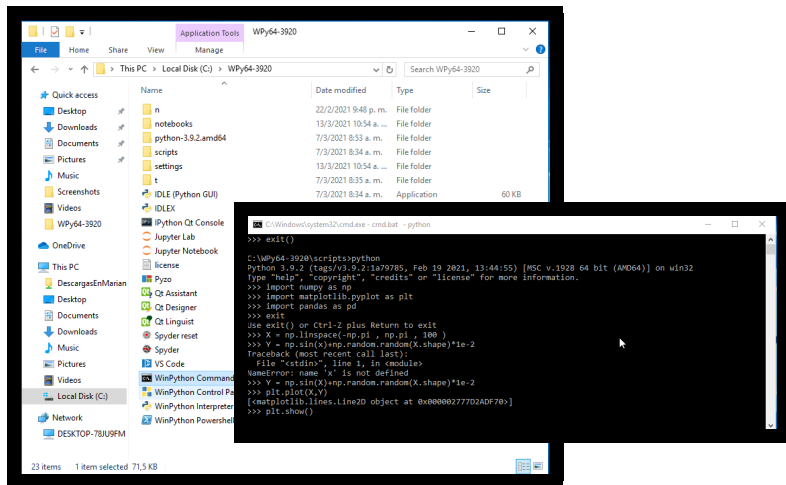 Application Tools
WPy64-3920
File
Home
Share
View
Manage
This PC > Local Disk (C:) > WPy64-3920
Search WPy64-3920
Name
Date modified
Type
Size
Quick access
Desktop
Downloads
Documents
Pictures
Music
Screenshots
Videos
WPy64-3920
OneDrive
This PC
DescargasEnMarian
Desktop
Documents
Downloads
Music
Pictures
Videos
Local Disk (C:)
Network
DESKTOP-78JU9FM
n 22/2/2021 9:48 p. m. File folder
notebooks 13/3/2021 10:54 a. ... File folder
python-3.9.2.amd64 7/3/2021 8:53 a. m. File folder
scripts 7/3/2021 8:34 a. m. File folder
settings 13/3/2021 10:54 a. ... File folder
t 7/3/2021 8:35 a. m. File folder
IDLE (Python GUI) 7/3/2021 8:34 a. m. Application 60 KB
IDLEX
IPython Qt Console
Jupyter Lab
Jupyter Notebook
license
Pyzo
Qt Assistant
Qt Designer
Qt Linguist
Spyder reset
Spyder
VS Code
WinPython Command
WinPython Control Pa
WinPython Interpreter
WinPython Powershell
23 items 1 item selected 71,5 KB
C:\Windows\system32\cmd.exe - cmd.bat - python
>>> exit()
C:\WPy64-3920\scripts>python
Python 3.9.2 (tags/v3.9.2:1a79785, Feb 19 2021, 13:44:55) [MSC v.1928 64 bit (AMD64)] on win32
Type "help", "copyright", "credits" or "license" for more information.
>>> import numpy as np
>>> import matplotlib.pyplot as plt
>>> import pandas as pd
>>> exit
Use exit() or Ctrl-Z plus Return to exit
>>> X = np.linspace(-np.pi , np.pi , 100 )
>>> Y = np.sin(x)+np.random.random(X.shape)*1e-2
Traceback (most recent call last):
File "<stdin>", line 1, in <module>
NameError: name 'x' is not defined
>>> Y = np.sin(X)+np.random.random(X.shape)*1e-2
>>> plt.plot(X,Y)
[<matplotlib.lines.Line2D object at 0x000002777D2ADF70>]
>>> plt.show()